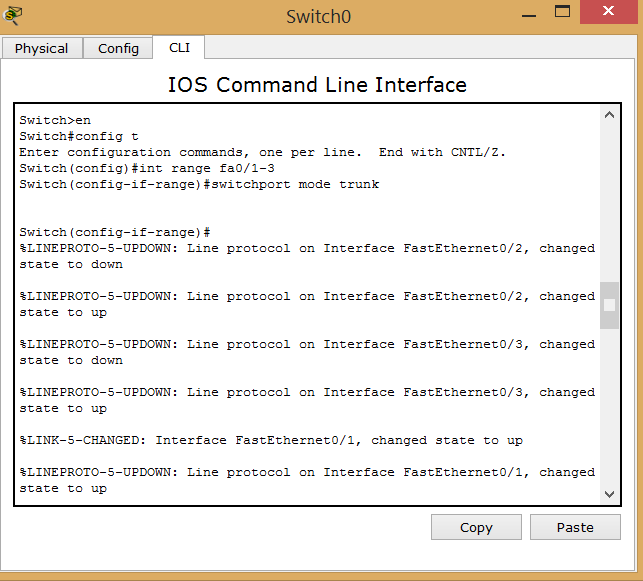 Switch0
Physical
Config
CLI
IOS Command Line Interface
Switch>en
Switch#config t
Enter configuration commands, one per line.  End with CNTL/Z.
Switch(config)#int range fa0/1-3
Switch(config-if-range)#switchport mode trunk
Switch(config-if-range)#
%LINEPROTO-5-UPDOWN: Line protocol on Interface FastEthernet0/2, changed
state to down
%LINEPROTO-5-UPDOWN: Line protocol on Interface FastEthernet0/2, changed
state to up
%LINEPROTO-5-UPDOWN: Line protocol on Interface FastEthernet0/3, changed
state to down
%LINEPROTO-5-UPDOWN: Line protocol on Interface FastEthernet0/3, changed
state to up
%LINK-5-CHANGED: Interface FastEthernet0/1, changed state to up
%LINEPROTO-5-UPDOWN: Line protocol on Interface FastEthernet0/1, changed
state to up
Copy
Paste